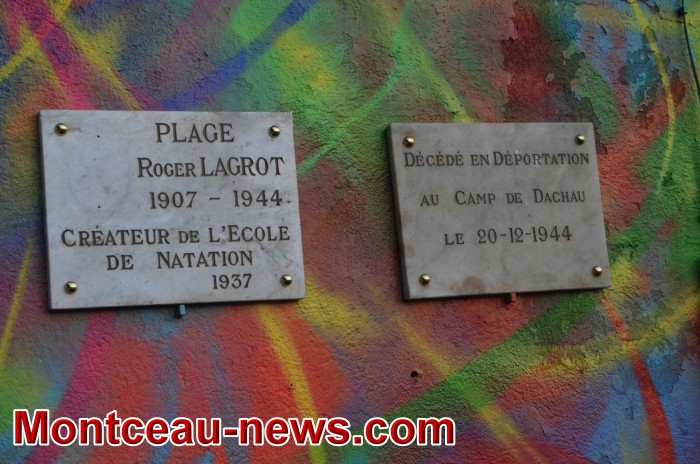 PLAGE
ROGER LAGROT
1907 - 1944
CRÉATEUR DE L'ECOLE
DE NATATION
1937
DÉCÉDÉ EN DÉPORTATION
AU CAMP DE DACHAU
LE 20-12-1944
Montceau-news.com